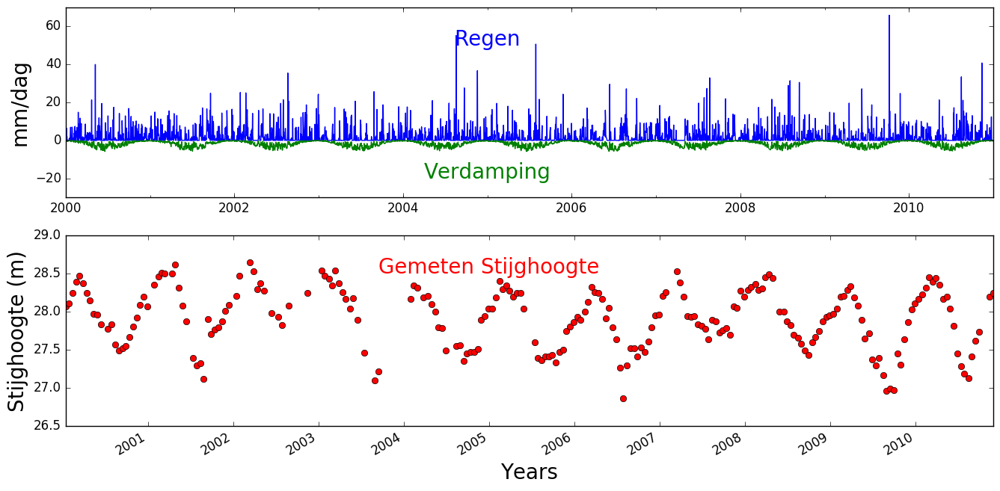 60
40
20
0
−20
mm/dag
Regen
Verdamping
2000 2002 2004 2006 2008 2010
29.0
28.5
28.0
27.5
27.0
26.5
Stijghoogte (m)
Gemeten Stijghoogte
2001 2002 2003 2004 2005 2006 2007 2008 2009 2010
Years